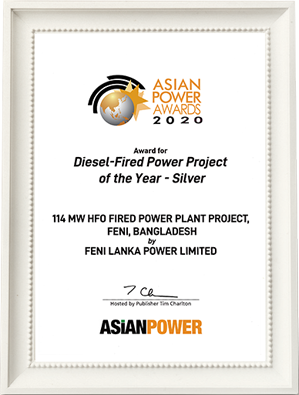 ASIAN
POWER
AWARDS
2020
Award for
Diesel-Fired Power Project
of the Year - Silver
114 MW HFO FIRED POWER PLANT PROJECT,
FENI, BANGLADESH
by
FENI LANKA POWER LIMITED
Hosted by Publisher Tim Charlton
ASIANPOWER